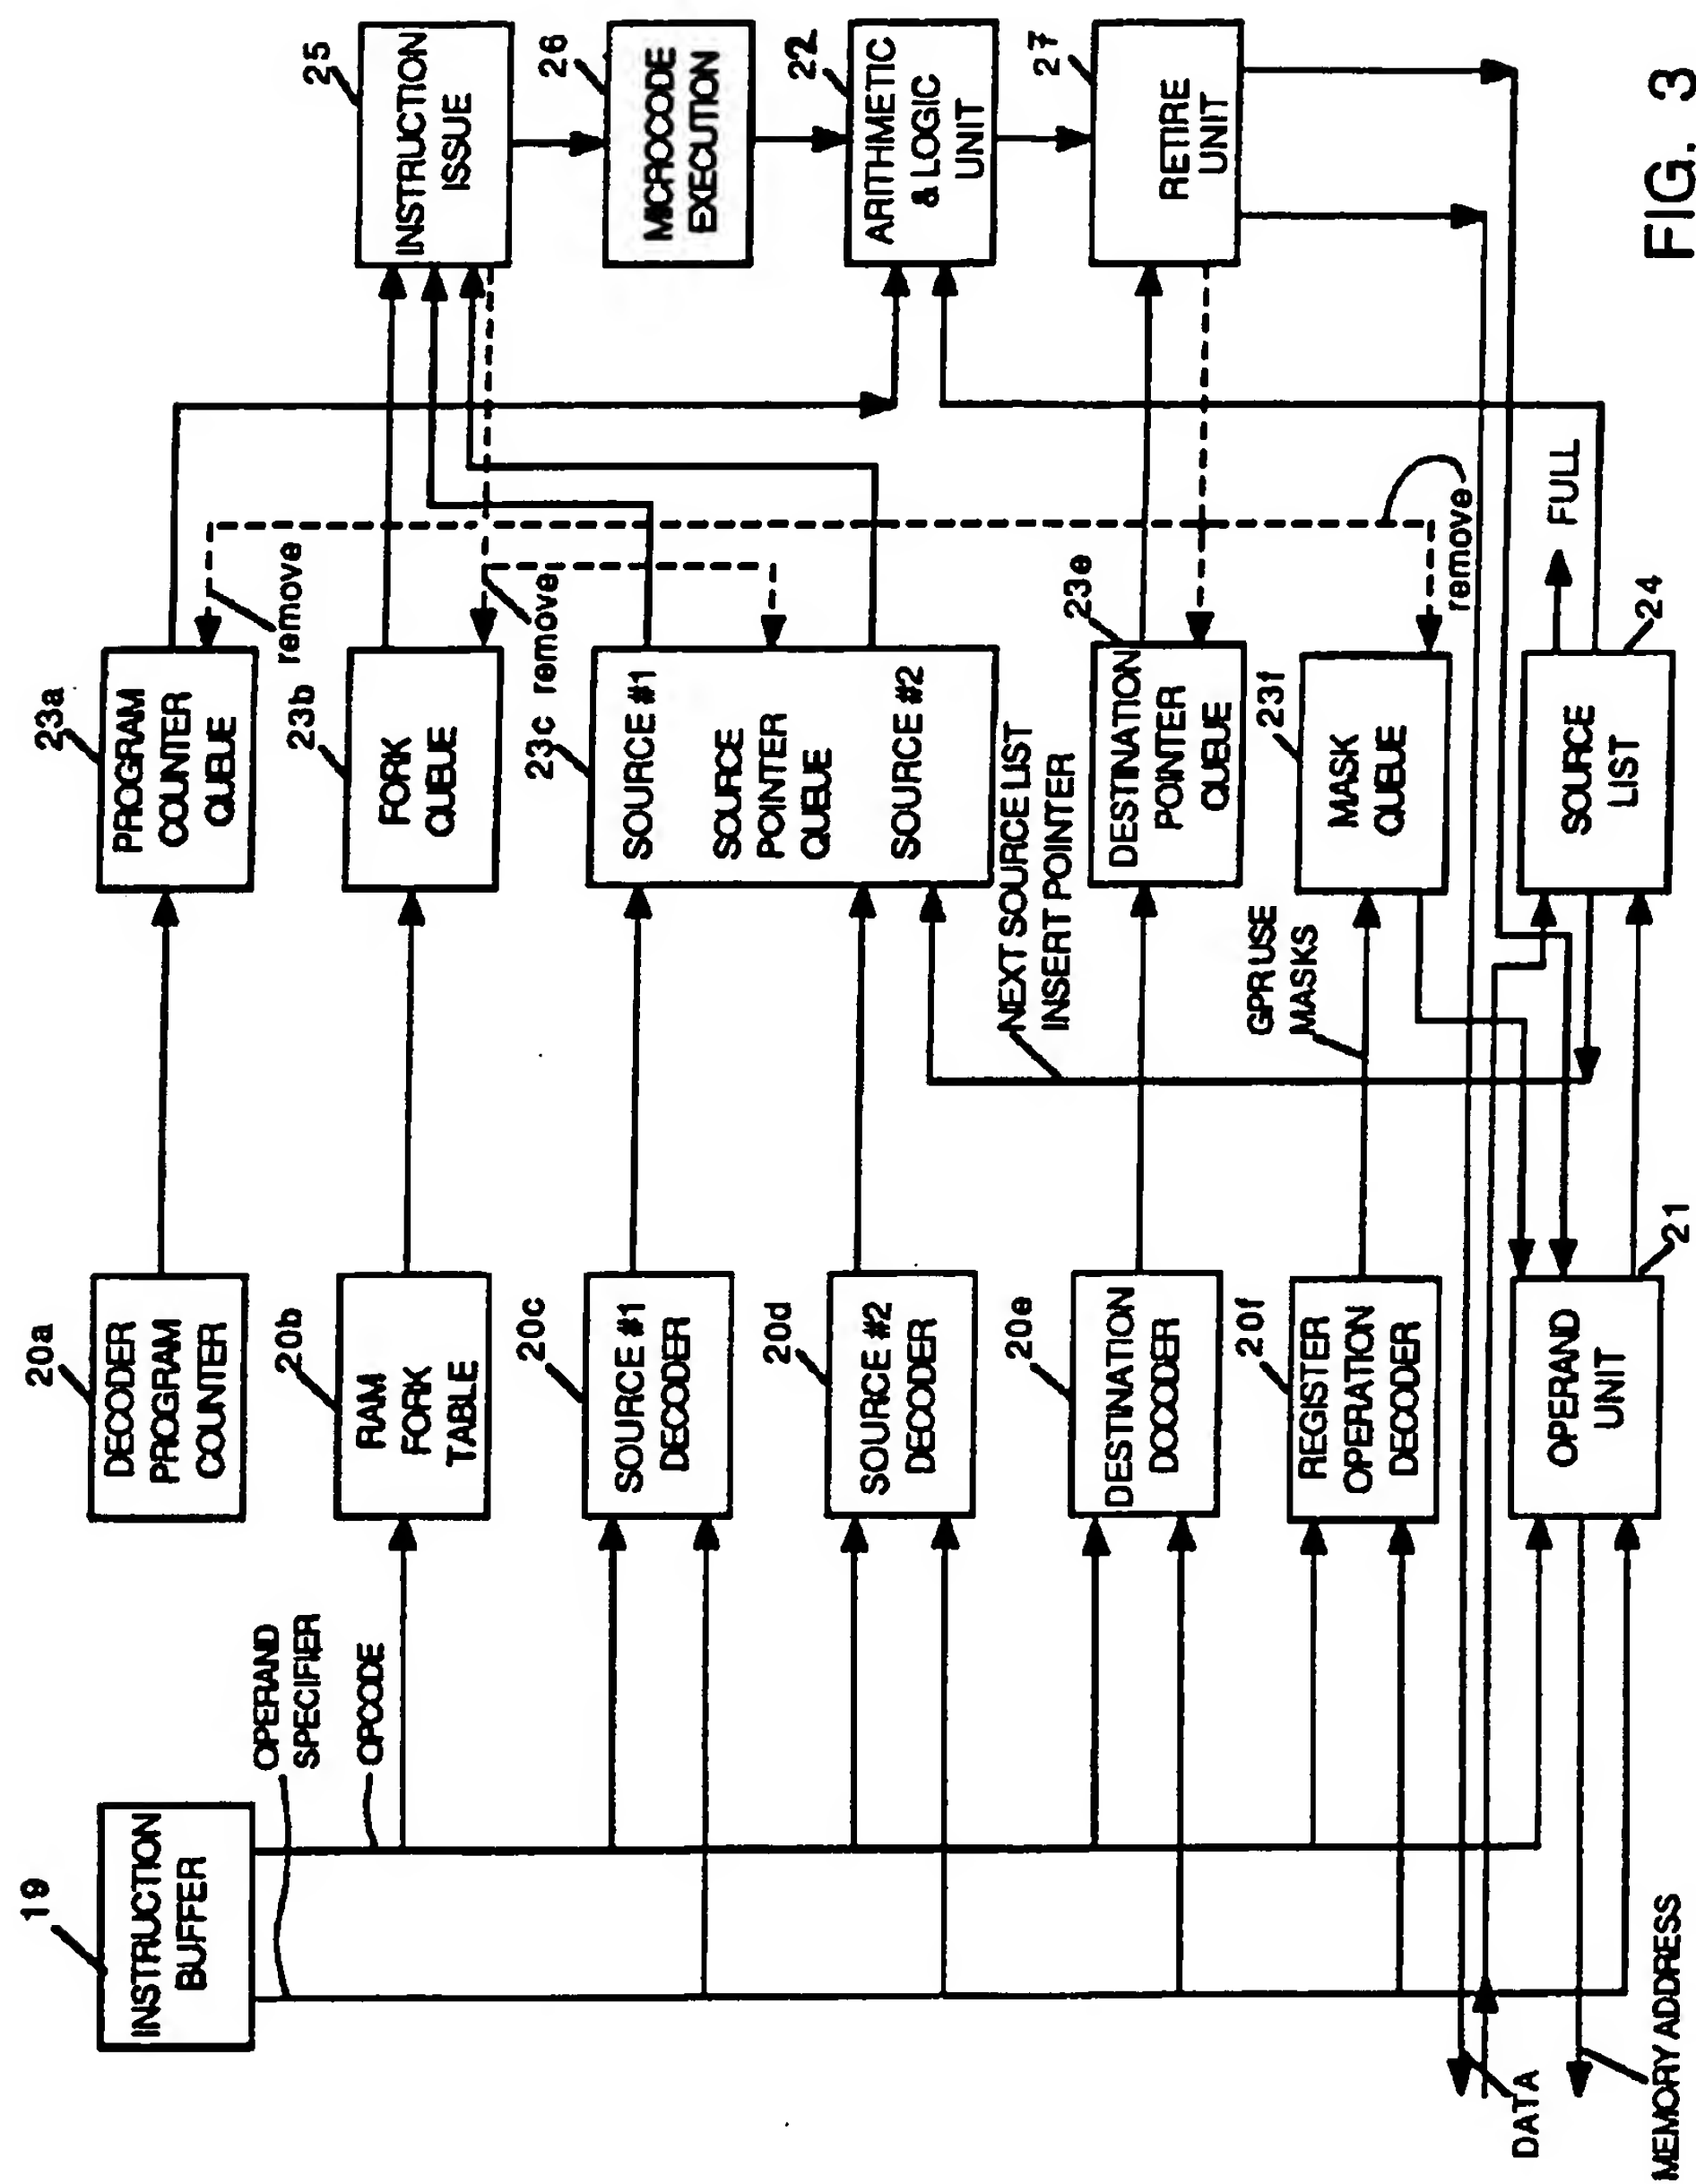 19
INSTRUCTION
BUFFER
OPERAND
SPECIFIER
OPCODE
DATA
MEMORY ADDRESS
20a
DECODER
PROGRAM
COUNTER
20b
RAM
FORK
TABLE
20c
SOURCE #1
DECODER
20d
SOURCE #2
DECODER
20e
DESTINATION
DOCODER
20f
REGISTER
OPERATION
DECODER
OPERAND
UNIT
21
NEXT SOURCE LIST
INSERT POINTER
GPR USE
MASKS
23a
PROGRAM
COUNTER
QUEUE
remove
23b
FORK
QUEUE
remove
23c
SOURCE #1
SOURCE
POINTER
QUEUE
SOURCE #2
23e
DESTINATION
POINTER
QUEUE
23f
MASK
QUEUE
remove
SOURCE
LIST
24
FULL
25
INSTRUCTION
ISSUE
26
MICROCODE
EXECUTION
22
ARITHMETIC
& LOGIC
UNIT
27
RETIRE
UNIT
FIG. 3